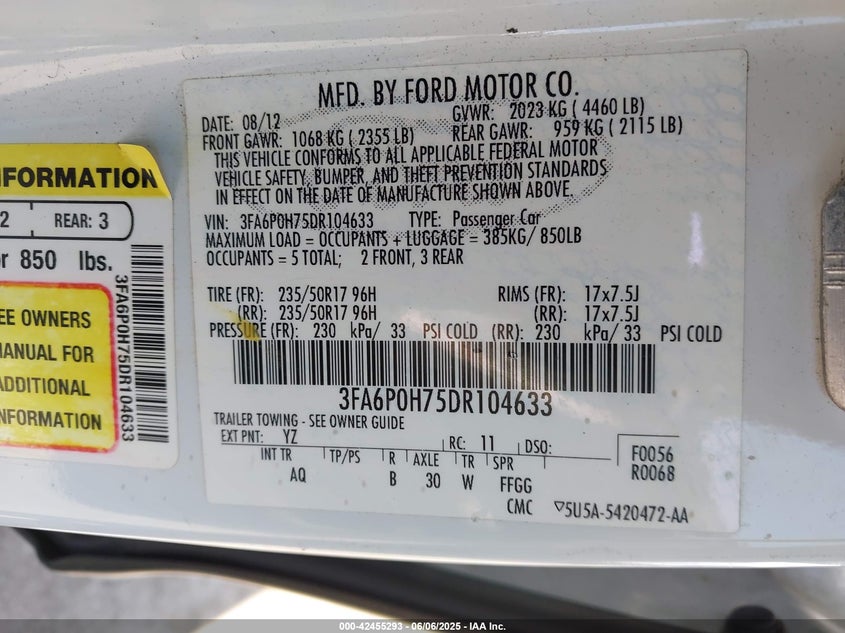 MFD. BY FORD MOTOR CO.
DATE: 08/12 GVWR: 2023 KG ( 4460 LB)
FRONT GAWR: 1068 KG ( 2355 LB) REAR GAWR: 959 KG ( 2115 LB)
THIS VEHICLE CONFORMS TO ALL APPLICABLE FEDERAL MOTOR
VEHICLE SAFETY, BUMPER, AND THEFT PREVENTION STANDARDS
IN EFFECT ON THE DATE OF MANUFACTURE SHOWN ABOVE.
VIN: 3FA6P0H75DR104633 TYPE: Passenger Car
MAXIMUM LOAD = OCCUPANTS + LUGGAGE = 385KG/ 850LB
OCCUPANTS = 5 TOTAL; 2 FRONT, 3 REAR
TIRE (FR): 235/50R17 96H RIMS (FR): 17x7.5J
(RR): 235/50R17 96H (RR): 17x7.5J
PRESSURE (FR): 230 kPa/ 33 PSI COLD (RR): 230 kPa/ 33 PSI COLD
3FA6P0H75DR104633
TRAILER TOWING - SEE OWNER GUIDE
EXT PNT: YZ RC: 11 DSO: F0056
R0068
INT TR TP/PS R AXLE TR SPR
AQ B 30 W FFGG
CMC ▽5U5A-5420472-AA
NFORMATION
2 REAR: 3
or 850 lbs.
EE OWNERS
MANUAL FOR
ADDITIONAL
NFORMATION
3FA6P0H75DR104633
000-42455293 - 06/06/2025 - IAA Inc.